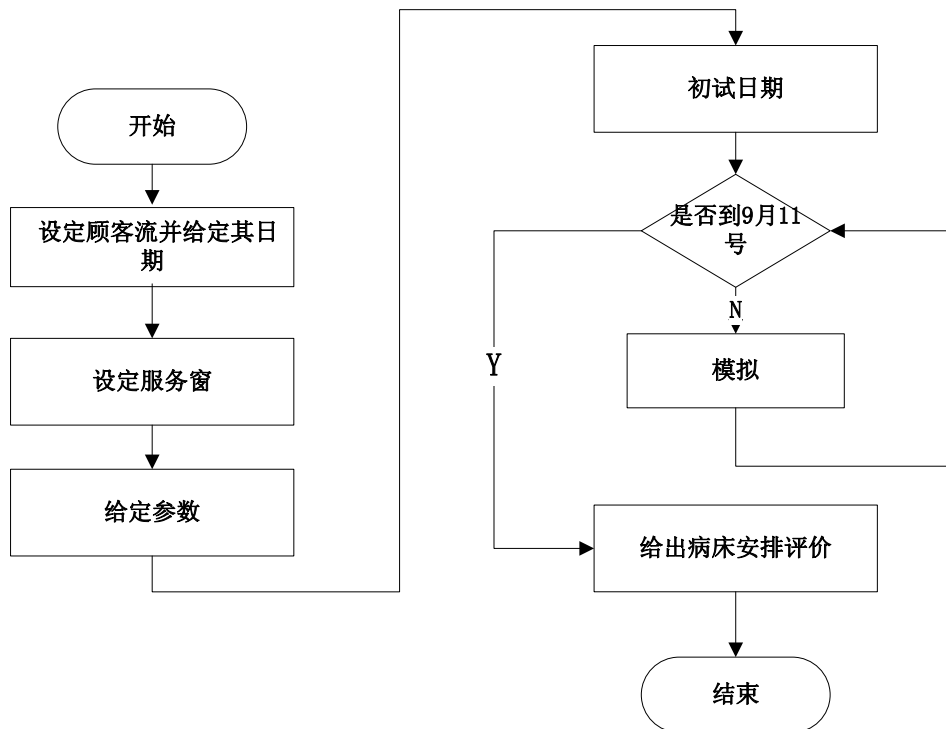 开始
设定顾客流并给定其日
期
设定服务窗
给定参数
初试日期
是否到9月11
号
N
Y
模拟
给出病床安排评价
结束